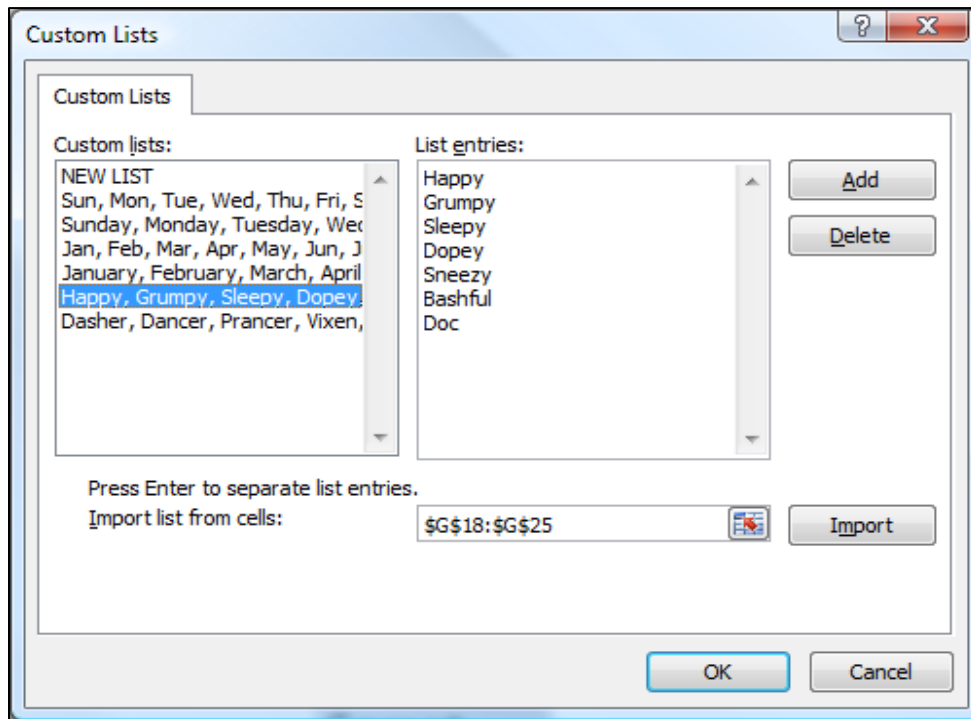 Custom Lists
Custom Lists
Custom lists:
NEW LIST
Sun, Mon, Tue, Wed, Thu, Fri, S
Sunday, Monday, Tuesday, Wed
Jan, Feb, Mar, Apr, May, Jun, J
January, February, March, April
Happy, Grumpy, Sleepy, Dopey,
Dasher, Dancer, Prancer, Vixen,
List entries:
Happy
Grumpy
Sleepy
Dopey
Sneezy
Bashful
Doc
Add
Delete
Press Enter to separate list entries.
Import list from cells:
$G$18:$G$25
Import
OK
Cancel